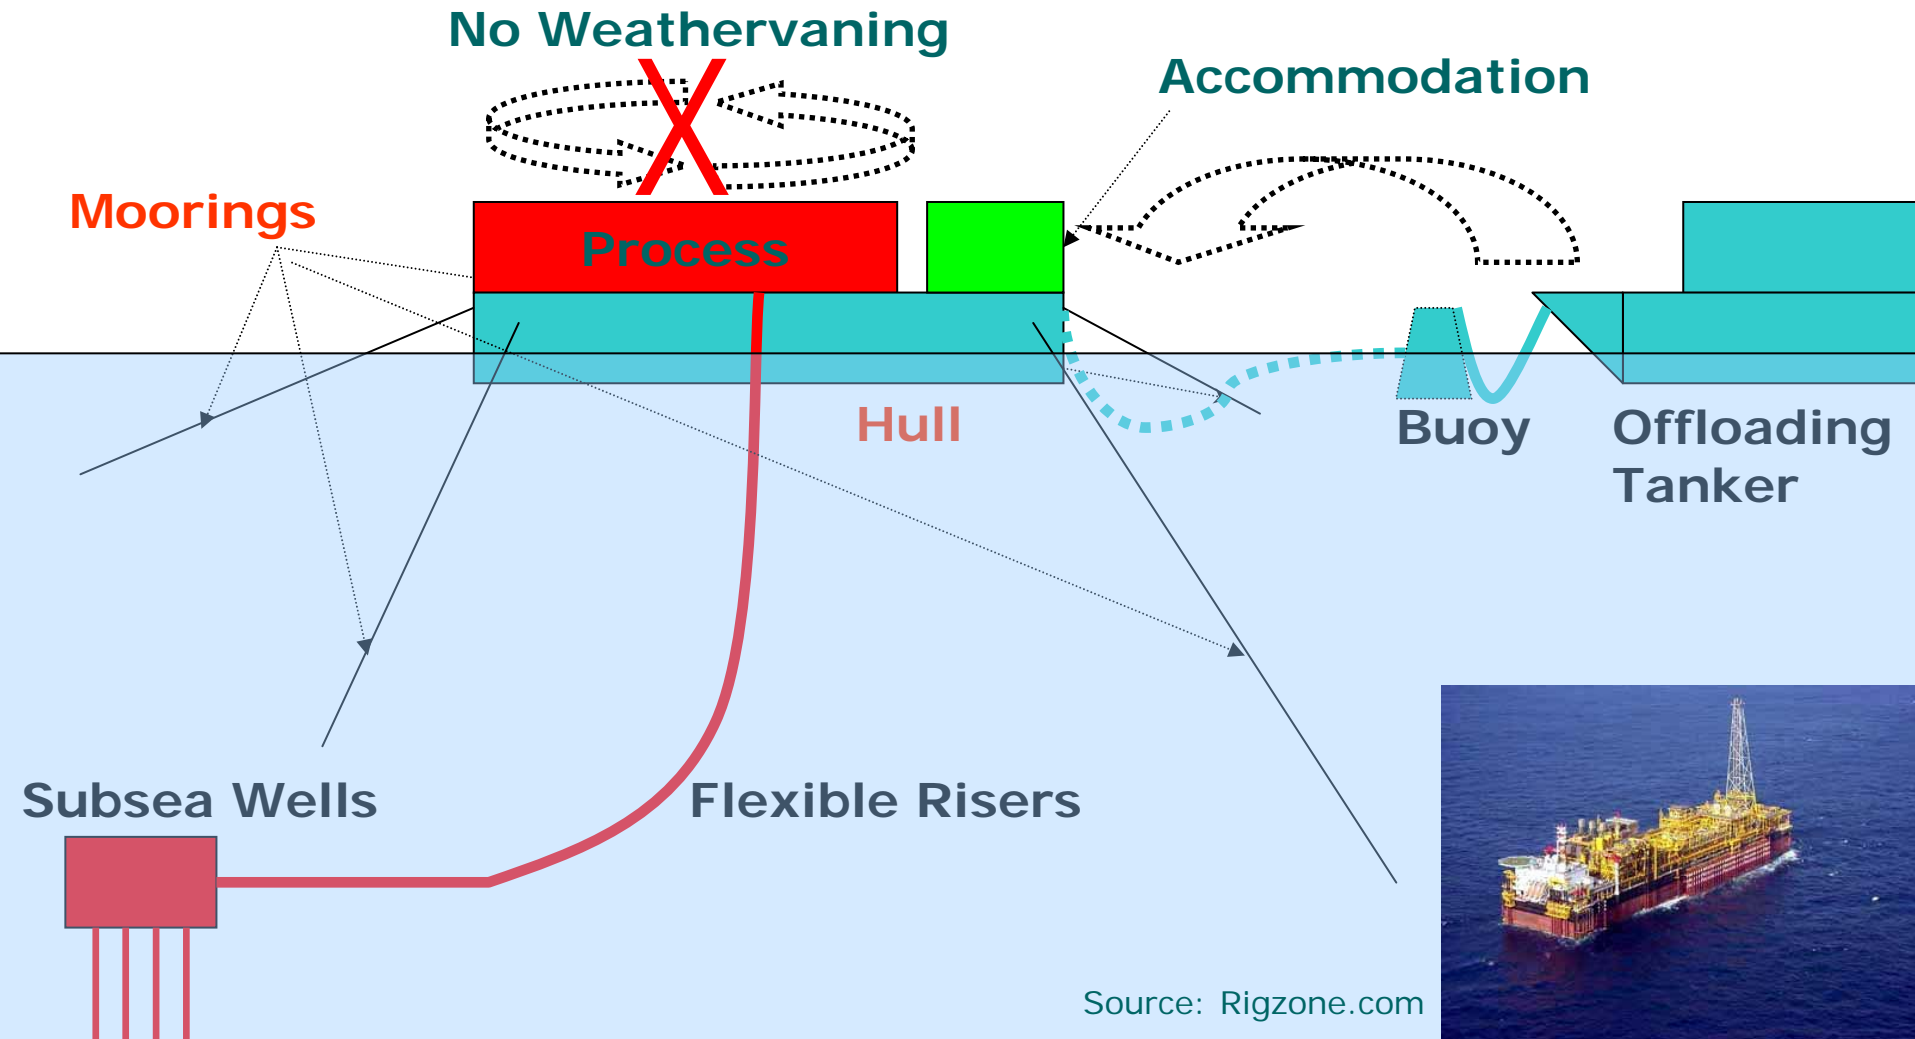 No Weathervaning
Accommodation
Moorings
Process
Hull
Buoy
Offloading
Tanker
Subsea Wells
Flexible Risers
Source: Rigzone.com